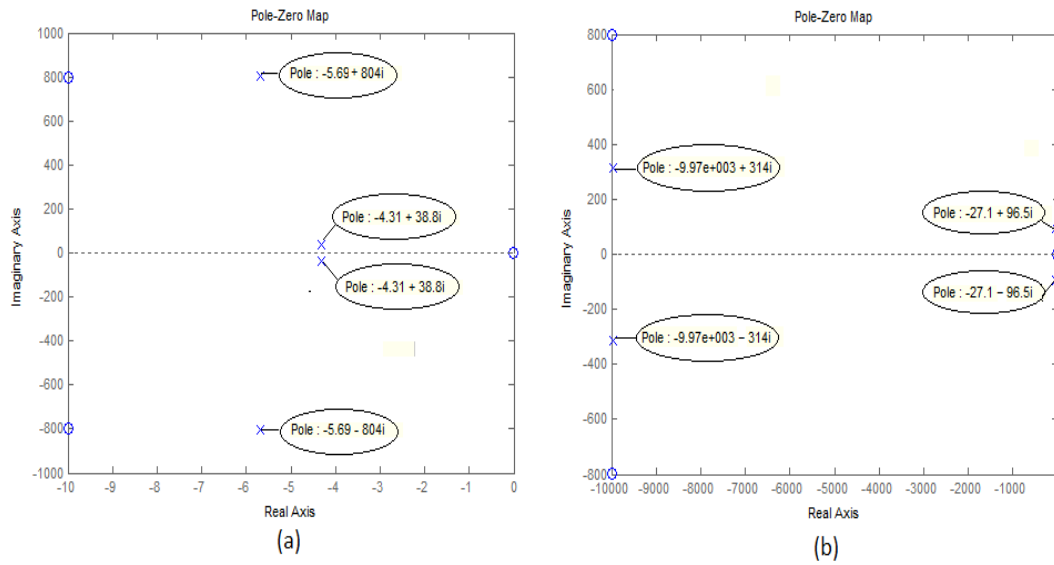 Pole-Zero Map
1000
800
600
400
200
0
-200
-400
-600
-800
-1000
Imaginary Axis
Pole : -5.69 + 804i
Pole : -4.31 + 38.8i
Pole : -4.31 + 38.8i
Pole : -5.69 - 804i
-10 -9 -8 -7 -6 -5 -4 -3 -2 -1 0
Real Axis
(a)
Pole-Zero Map
800
600
400
200
0
-200
-400
-600
-800
Imaginary Axis
Pole : -9.97e+003 + 314i
Pole : -27.1 + 96.5i
Pole : -27.1 − 96.5i
Pole : -9.97e+003 − 314i
-10000 -9000 -8000 -7000 -6000 -5000 -4000 -3000 -2000 -1000
Real Axis
(b)